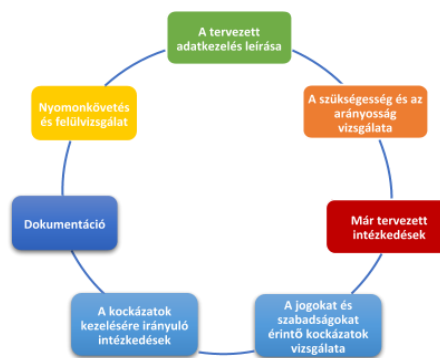 A tervezett
adatkezelés leírása
A szükségesség és az
arányosság
vizsgálata
Már tervezett
intézkedések
A jogokat és
szabadságokat
érintő kockázatok
vizsgálata
A kockázatok
kezelésére irányuló
intézkedések
Dokumentáció
Nyomonkövetés
és felülvizsgálat